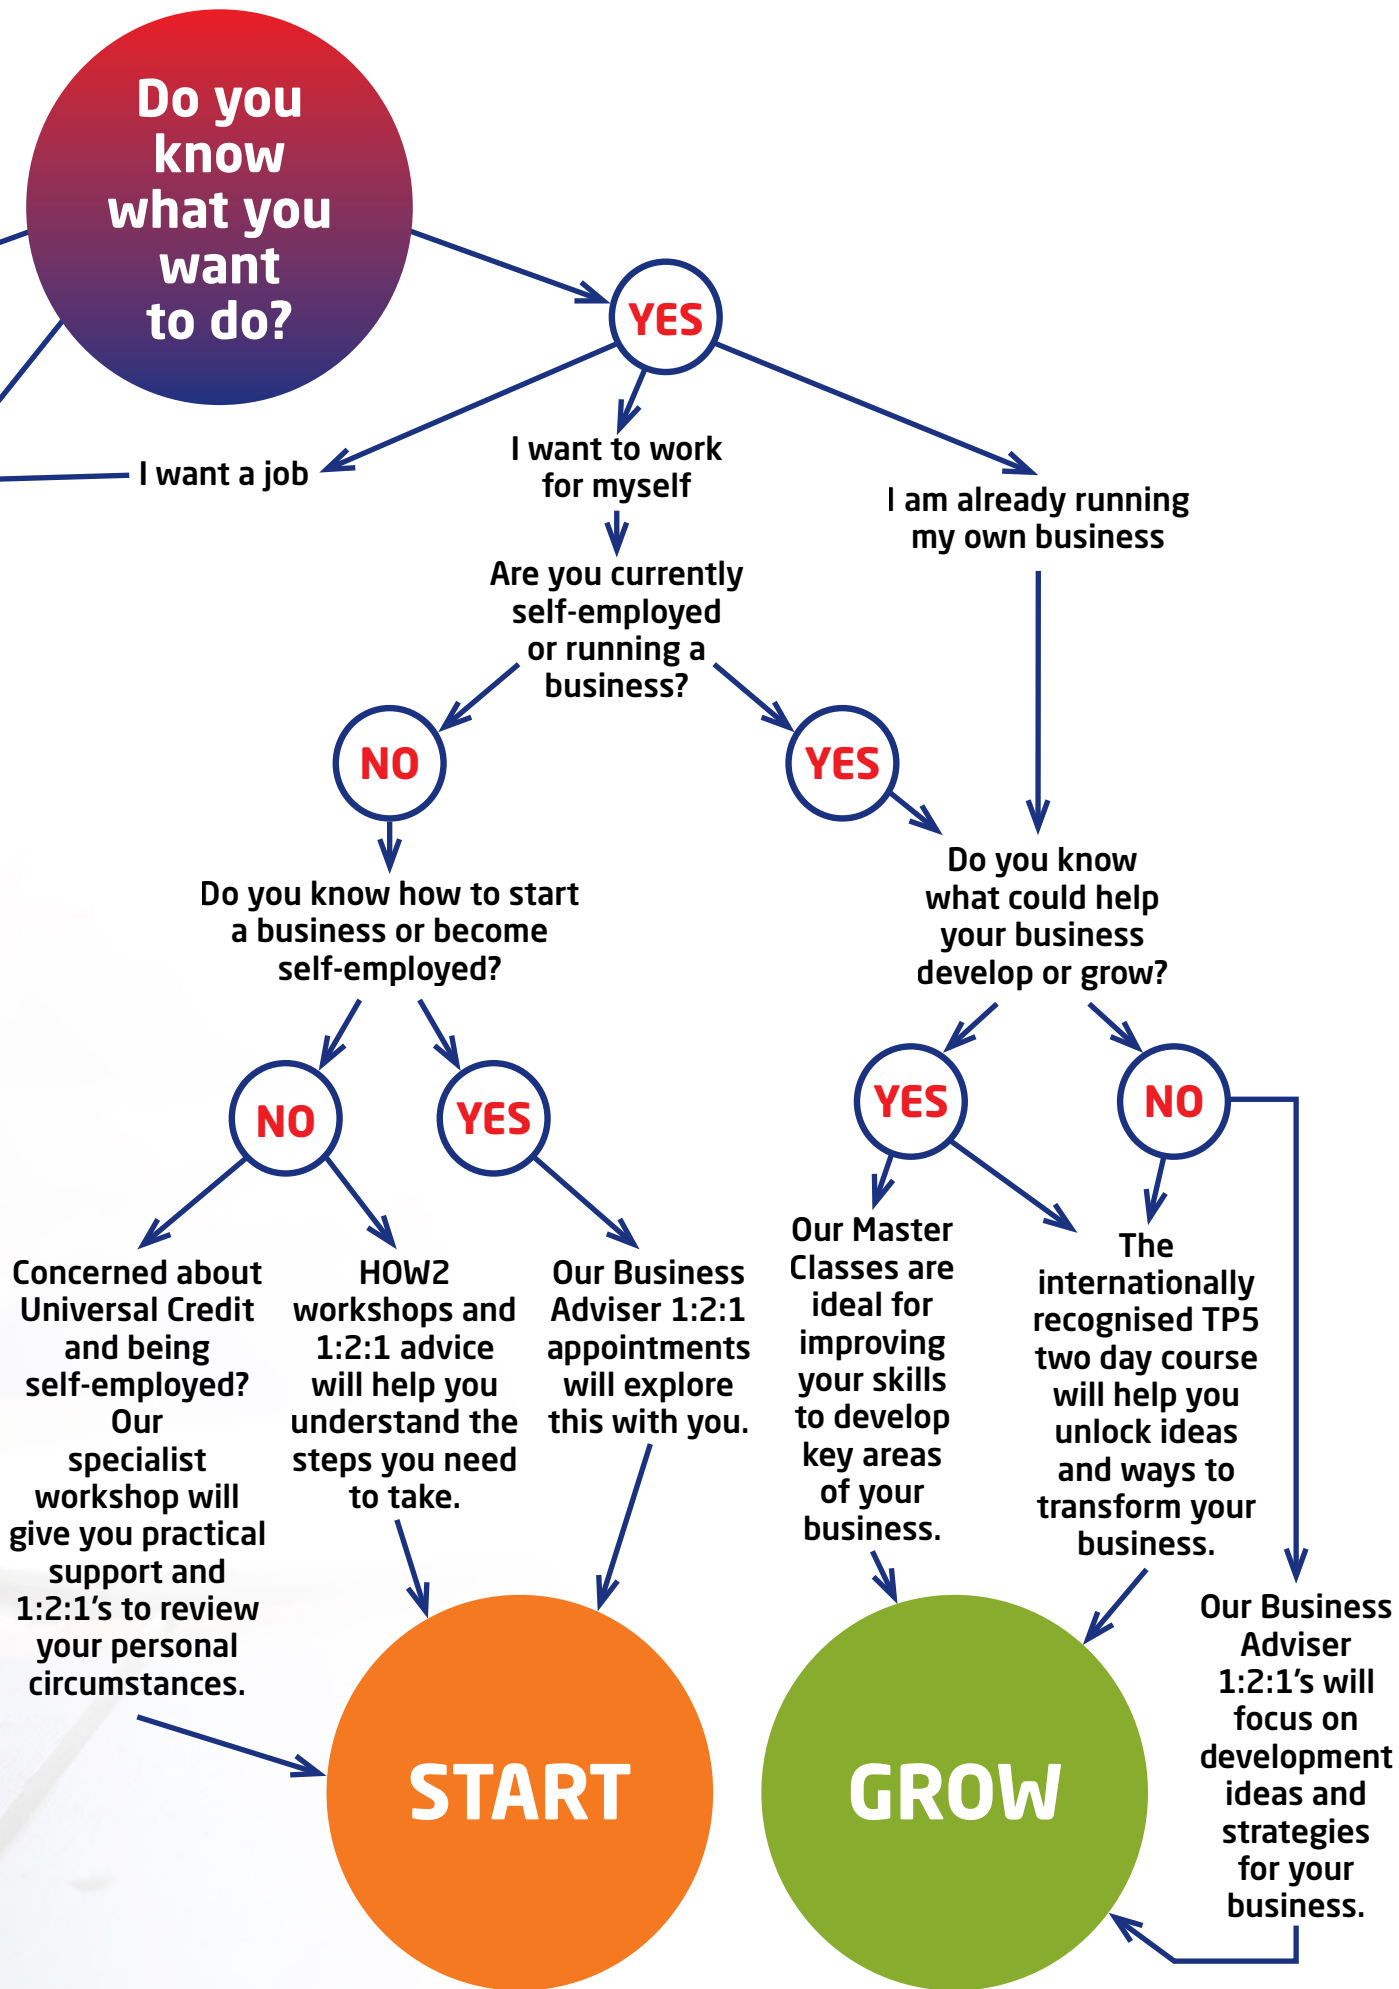 Do you
know
what you
want
to do?
YES
I want a job
I want to work
for myself
I am already running
my own business
Are you currently
self-employed
or running a
business?
NO
YES
Do you know how to start
a business or become
self-employed?
Do you know
what could help
your business
develop or grow?
NO
YES
YES
NO
Concerned about
Universal Credit
and being
self-employed?
Our
specialist
workshop will
give you practical
support and
1:2:1's to review
your personal
circumstances.
HOW2
workshops and
1:2:1 advice
will help you
understand the
steps you need
to take.
Our Business
Adviser 1:2:1
appointments
will explore
this with you.
Our Master
Classes are
ideal for
improving
your skills
to develop
key areas
of your
business.
The
internationally
recognised TP5
two day course
will help you
unlock ideas
and ways to
transform your
business.
Our Business
Adviser
1:2:1's will
focus on
development
ideas and
strategies
for your
business.
START
GROW